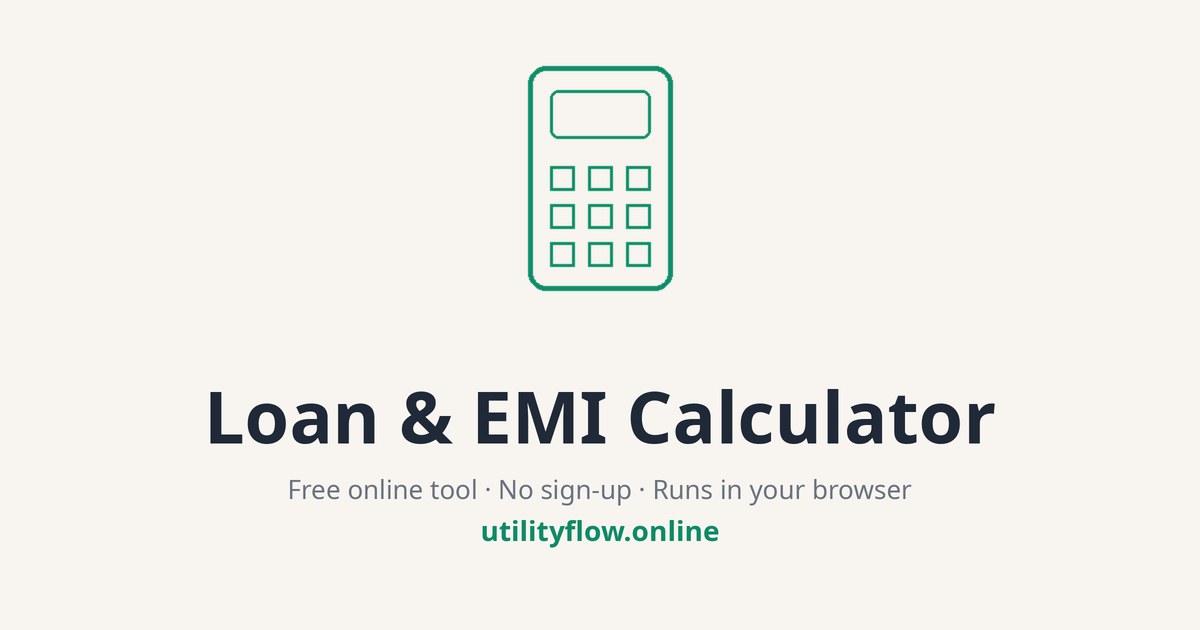 Loan & EMI Calculator
Free online tool · No sign-up · Runs in your browser
utilityflow.online